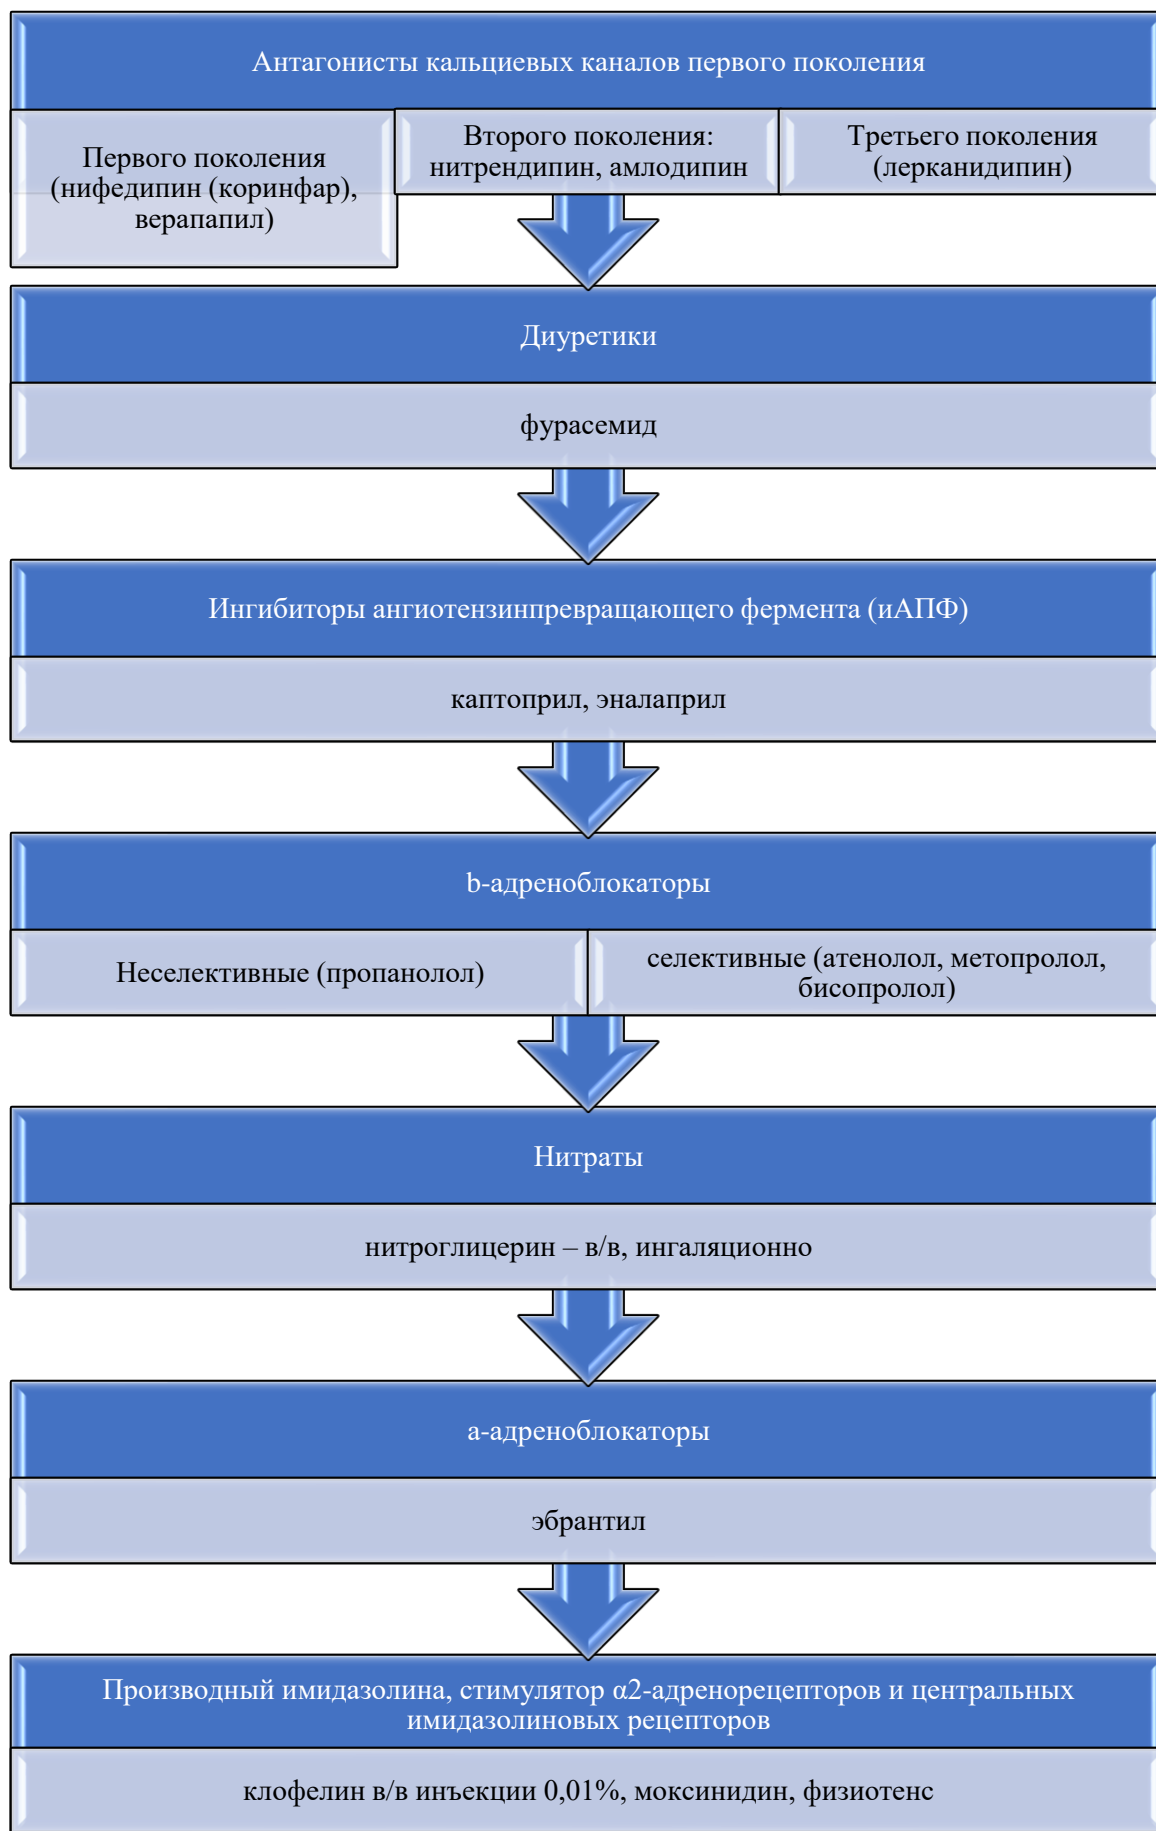 Антагонисты кальциевых каналов первого поколения
Первого поколения
(нифедипин (коринфар),
верапапил)
Второго поколения:
нитрендипин, амлодипин
Третьего поколения
(лерканидипин)
Диуретики
фурасемид
Ингибиторы ангиотензинпревращающего фермента (иАПФ)
каптоприл, эналаприл
b-адреноблокаторы
Неселективные (пропанолол)
селективные (атенолол, метопролол,
бисопролол)
Нитраты
нитроглицерин – в/в, ингаляционно
a-адреноблокаторы
эбрантил
Производный имидазолина, стимулятор α2-адренорецепторов и центральных
имидазолиновых рецепторов
клофелин в/в инъекции 0,01%, моксинидин, физиотенс